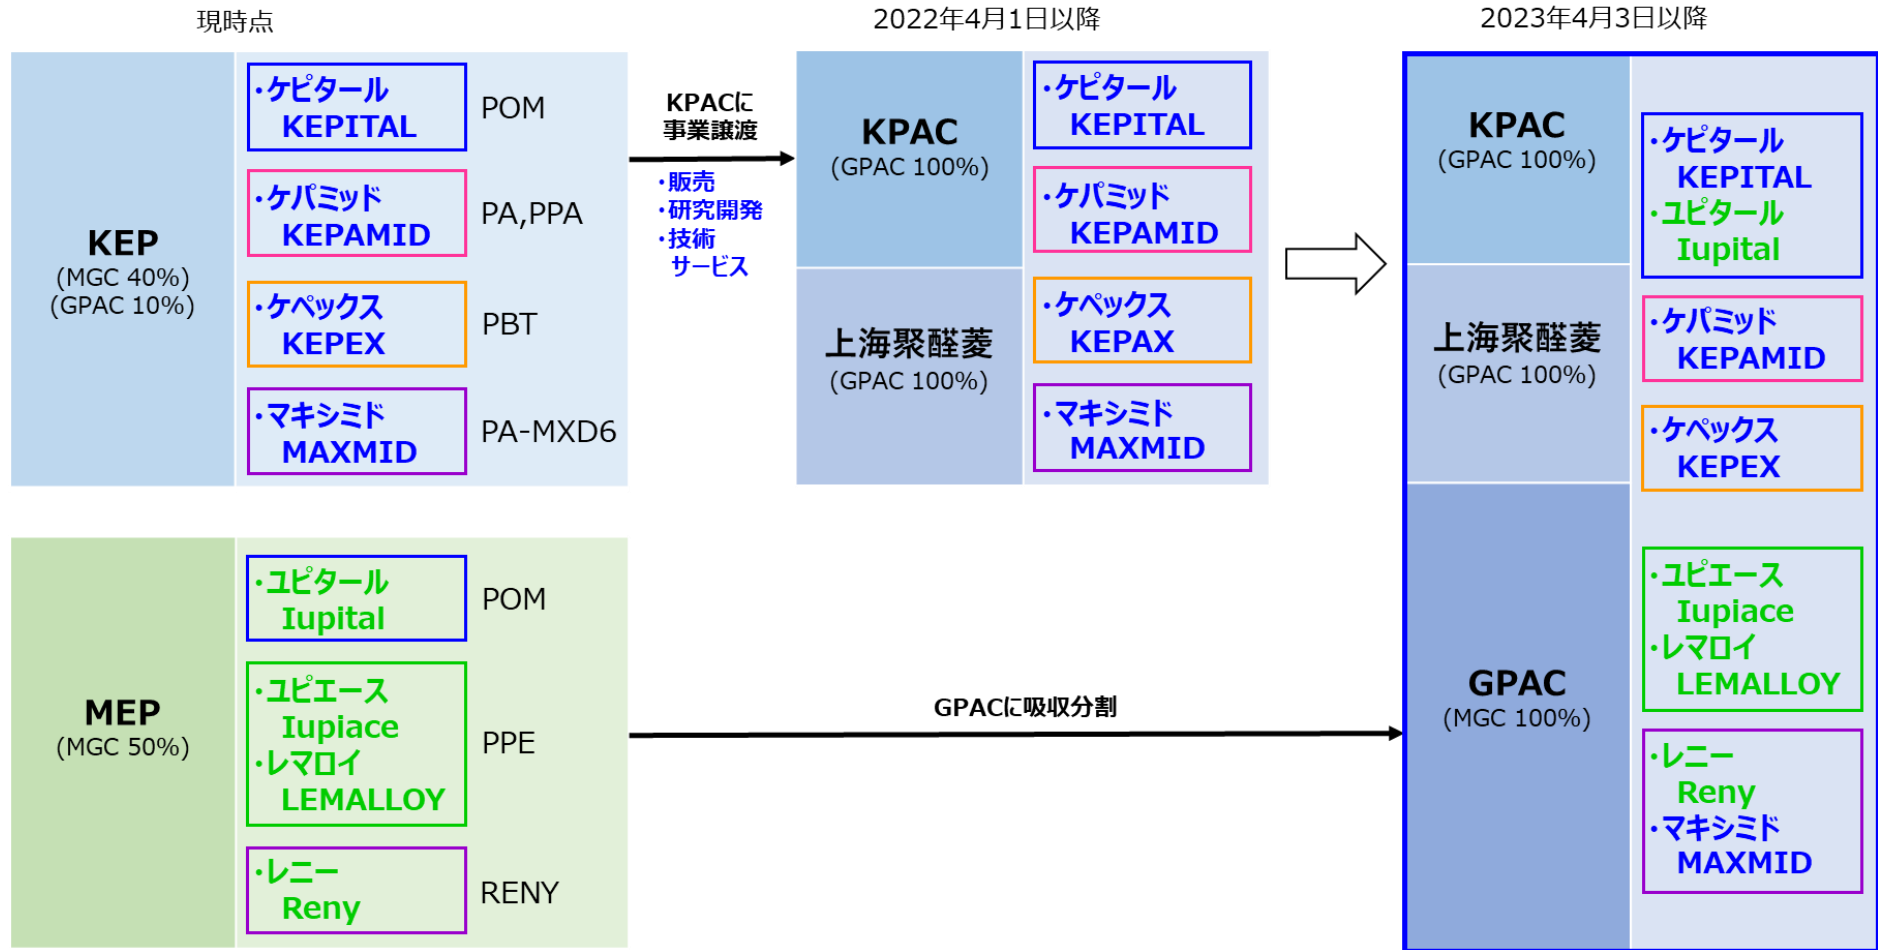 現時点
2022年4月1日以降
2023年4月3日以降
KEP
(MGC 40%)
(GPAC 10%)
・ケピタール
KEPITAL
POM
・ケパミッド
KEPAMID
PA,PPA
・ケペックス
KEPEX
PBT
・マキシミド
MAXMID
PA-MXD6
KPACに
事業譲渡
・販売
・研究開発
・技術
サービス
KPAC
(GPAC 100%)
上海聚醛菱
(GPAC 100%)
・ケピタール
KEPITAL
・ケパミッド
KEPAMID
・ケペックス
KEPAX
・マキシミド
MAXMID
MEP
(MGC 50%)
・ユピタール
Iupital
POM
・ユピエース
Iupiace
・レマロイ
LEMALLOY
PPE
・レニー
Reny
RENY
GPACに吸収分割
KPAC
(GPAC 100%)
上海聚醛菱
(GPAC 100%)
GPAC
(MGC 100%)
・ケピタール
KEPITAL
・ユピタール
Iupital
・ケパミッド
KEPAMID
・ケペックス
KEPEX
・ユピエース
Iupiace
・レマロイ
LEMALLOY
・レニー
Reny
・マキシミド
MAXMID